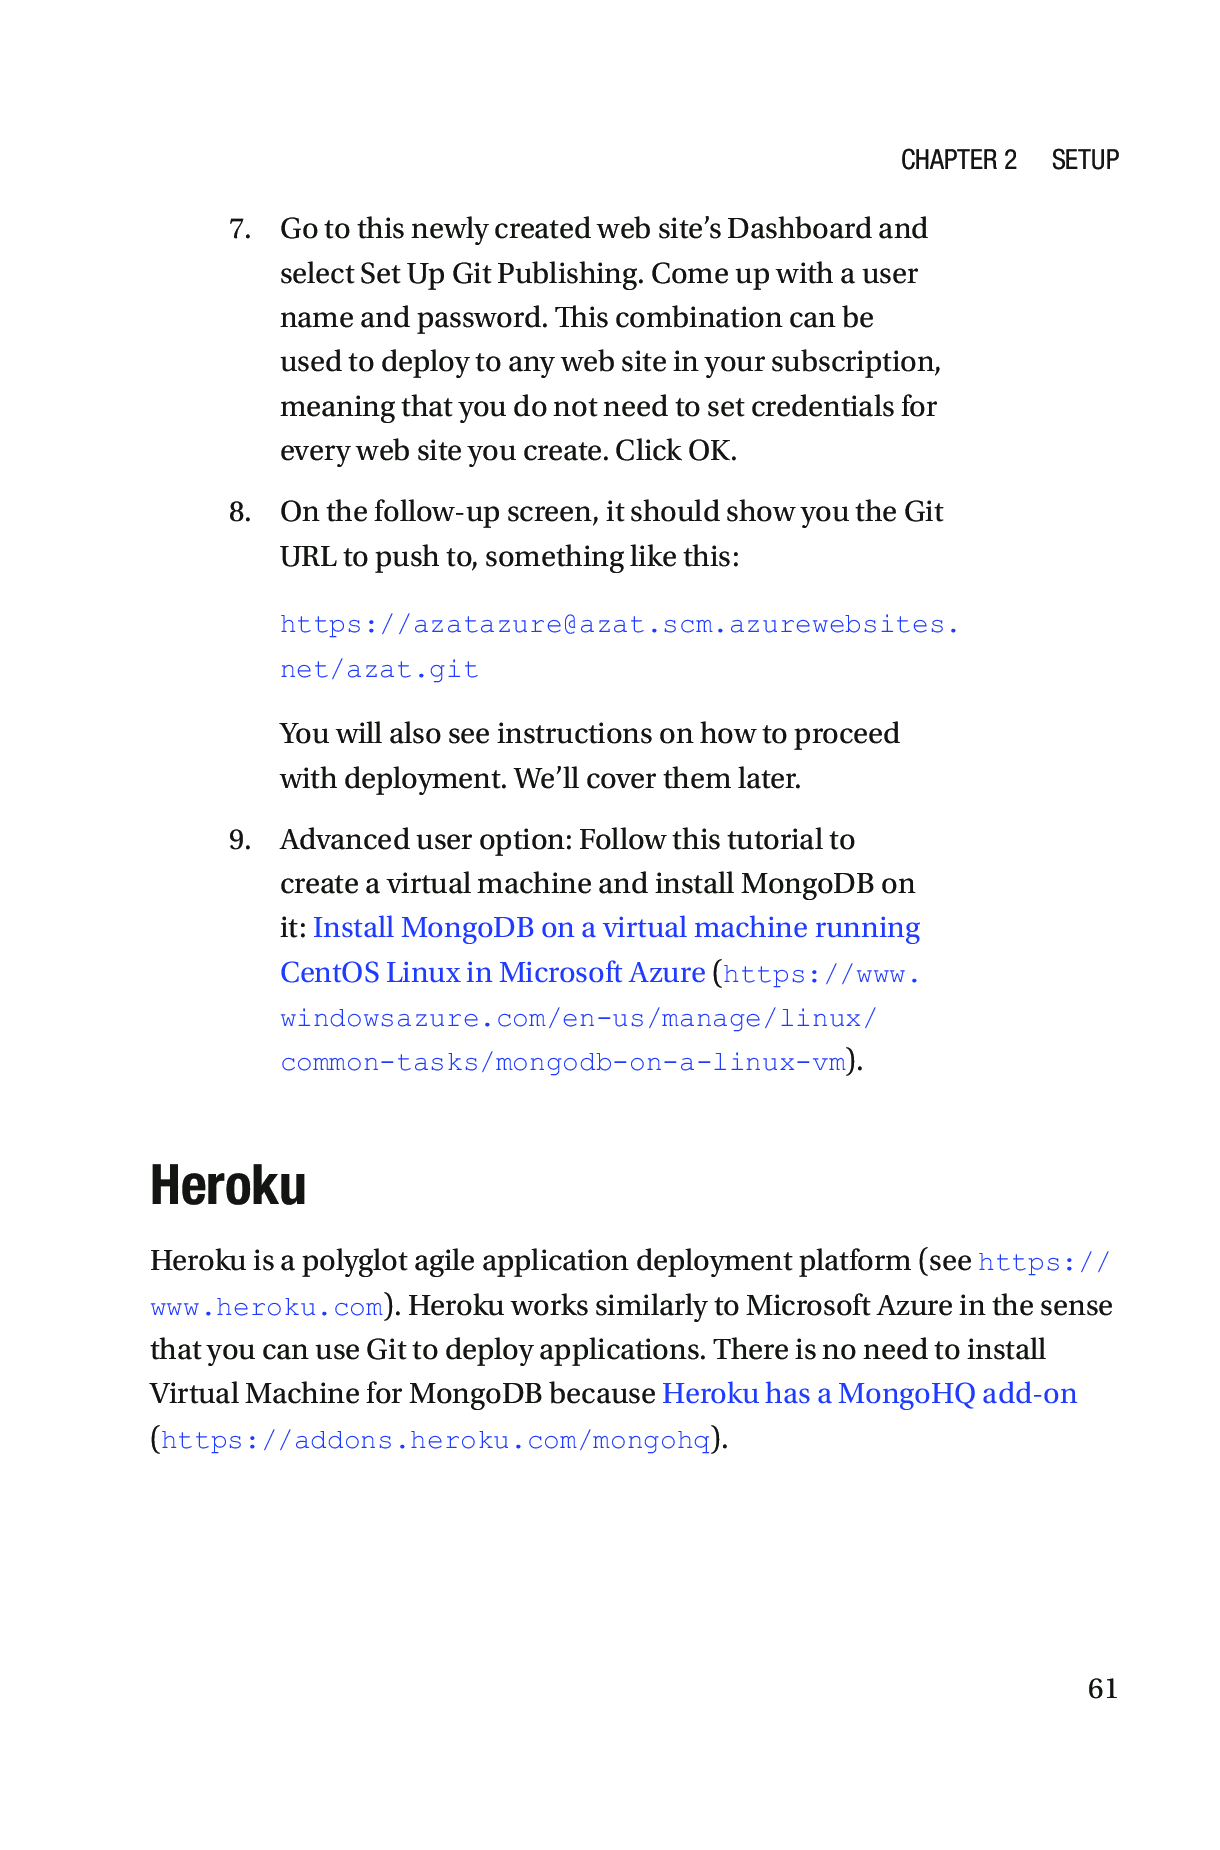 CHAPTER 2 SETUP
7. Go to this newly created web site’s Dashboard and
select Set Up Git Publishing. Come up with a user
name and password. This combination can be
used to deploy to any web site in your subscription,
meaning that you do not need to set credentials for
every web site you create. Click OK.
8. On the follow-up screen, it should show you the Git
URL to push to, something like this:
https://azatazure@azat.scm.azurewebsites.
net/azat.git
You will also see instructions on how to proceed
with deployment. We’ll cover them later.
9. Advanced user option: Follow this tutorial to
create a virtual machine and install MongoDB on
it: Install MongoDB on a virtual machine running
CentOS Linux in Microsoft Azure (https://www.
windowsazure.com/en-us/manage/linux/
common-tasks/mongodb-on-a-linux-vm).
Heroku
Heroku is a polyglot agile application deployment platform (see https://
www.heroku.com). Heroku works similarly to Microsoft Azure in the sense
that you can use Git to deploy applications. There is no need to install
Virtual Machine for MongoDB because Heroku has a MongoHQ add-on
(https://addons.heroku.com/mongohq).
61